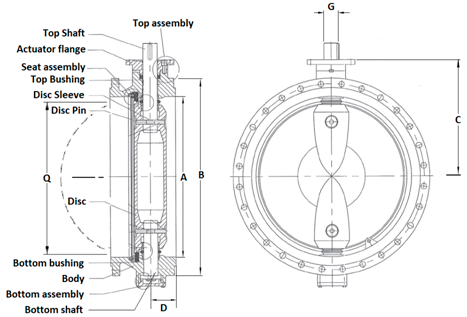 Top Shaft
Top assembly
Actuator flange
Seat assembly
Top Bushing
Disc Sleeve
Disc Pin
Q
A
B
Disc
Bottom bushing
Body
Bottom assembly
Bottom shaft
D
G
C